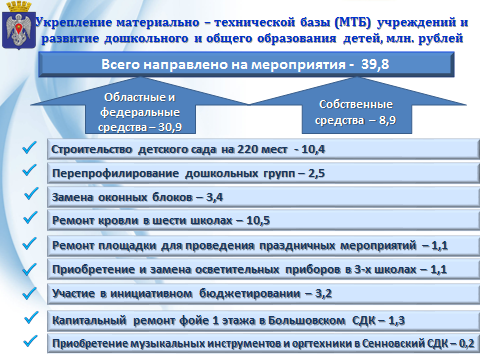 Укрепление материально – технической базы (МТБ) учреждений и
развитие дошкольного и общего образования детей, млн. рублей
Всего направлено на мероприятия - 39,8
Областные и
федеральные
средства – 30,9
Собственные
средства – 8,9
Строительство детского сада на 220 мест - 10,4
Перепрофилирование дошкольных групп – 2,5
Замена оконных блоков – 3,4
Ремонт кровли в шести школах – 10,5
Ремонт площадки для проведения праздничных мероприятий – 1,1
Приобретение и замена осветительных приборов в 3-х школах – 1,1
Участие в инициативном бюджетировании – 3,2
Капитальный ремонт фойе 1 этажа в Большовском СДК – 1,3
Приобретение музыкальных инструментов и оргтехники в Сенновский СДК – 0,2